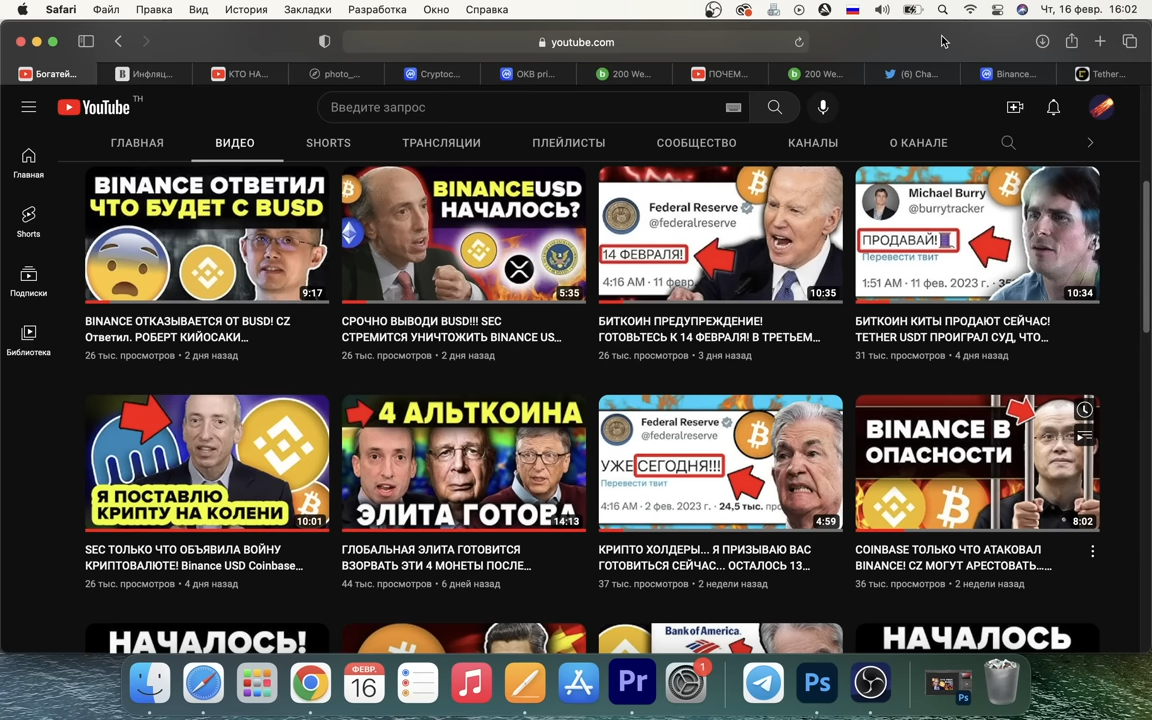 Safari Файл Правка Вид История Закладки Разработка Окно Справка Чт, 16 февр. 16:02
youtube.com
Богатей... Инфляц... КТО НА... photo_... Cryptoc... OKB pri... 200 We... ПОЧЕМ... 200 We... (6) Cha... Binance... Tether...
YouTube TH
Введите запрос
ГЛАВНАЯ ВИДЕО SHORTS ТРАНСЛЯЦИИ ПЛЕЙЛИСТЫ СООБЩЕСТВО КАНАЛЫ О КАНАЛЕ
Главная
Shorts
Подписки
Библиотека
BINANCE ОТВЕТИЛ
ЧТО БУДЕТ С BUSD
9:17
BINANCE ОТКАЗЫВАЕТСЯ ОТ BUSD! CZ
Ответил. РОБЕРТ КИЙОСАКИ...
26 тыс. просмотров • 2 дня назад
BINANCEUSD
НАЧАЛОСЬ?
5:35
СРОЧНО ВЫВОДИ BUSD!!! SEC
СТРЕМИТСЯ УНИЧТОЖИТЬ BINANCE US...
26 тыс. просмотров • 2 дня назад
Federal Reserve
@federalreserve
14 ФЕВРАЛЯ!
4:16 AM · 11 февр
10:35
БИТКОИН ПРЕДУПРЕЖДЕНИЕ!
ГОТОВЬТЕСЬ К 14 ФЕВРАЛЯ! В ТРЕТЬЕМ...
26 тыс. просмотров • 3 дня назад
Michael Burry
@burrytracker
ПРОДАВАЙ!
Перевести твит
1:51 AM · 11 фев. 2023 г.
10:34
БИТКОИН КИТЫ ПРОДАЮТ СЕЙЧАС!
TETHER USDT ПРОИГРАЛ СУД, ЧТО...
31 тыс. просмотров • 4 дня назад
Я ПОСТАВЛЮ
КРИПТУ НА КОЛЕНИ
10:01
SEC ТОЛЬКО ЧТО ОБЪЯВИЛА ВОЙНУ
КРИПТОВАЛЮТЕ! Binance USD Coinbase...
26 тыс. просмотров • 4 дня назад
4 АЛЬТКОИНА
ЭЛИТА ГОТОВА
14:13
ГЛОБАЛЬНАЯ ЭЛИТА ГОТОВИТСЯ
ВЗОРВАТЬ ЭТИ 4 МОНЕТЫ ПОСЛЕ...
44 тыс. просмотров • 6 дней назад
Federal Reserve
@federalreserve
УЖЕ СЕГОДНЯ!!!
Перевести твит
4:16 AM · 2 фев. 2023 г. · 24,5 тыс. про
4:59
КРИПТО ХОЛДЕРЫ... Я ПРИЗЫВАЮ ВАС
ГОТОВИТЬСЯ СЕЙЧАС... ОСТАЛОСЬ 13...
37 тыс. просмотров • 2 недели назад
BINANCE В
ОПАСНОСТИ
8:02
COINBASE ТОЛЬКО ЧТО АТАКОВАЛ
BINANCE! CZ МОГУТ АРЕСТОВАТЬ......
36 тыс. просмотров • 2 недели назад
НАЧАЛОСЬ!
Bank of America.
НАЧАЛОСЬ
ФЕВР.
16
Pr
1
Ps
Ps